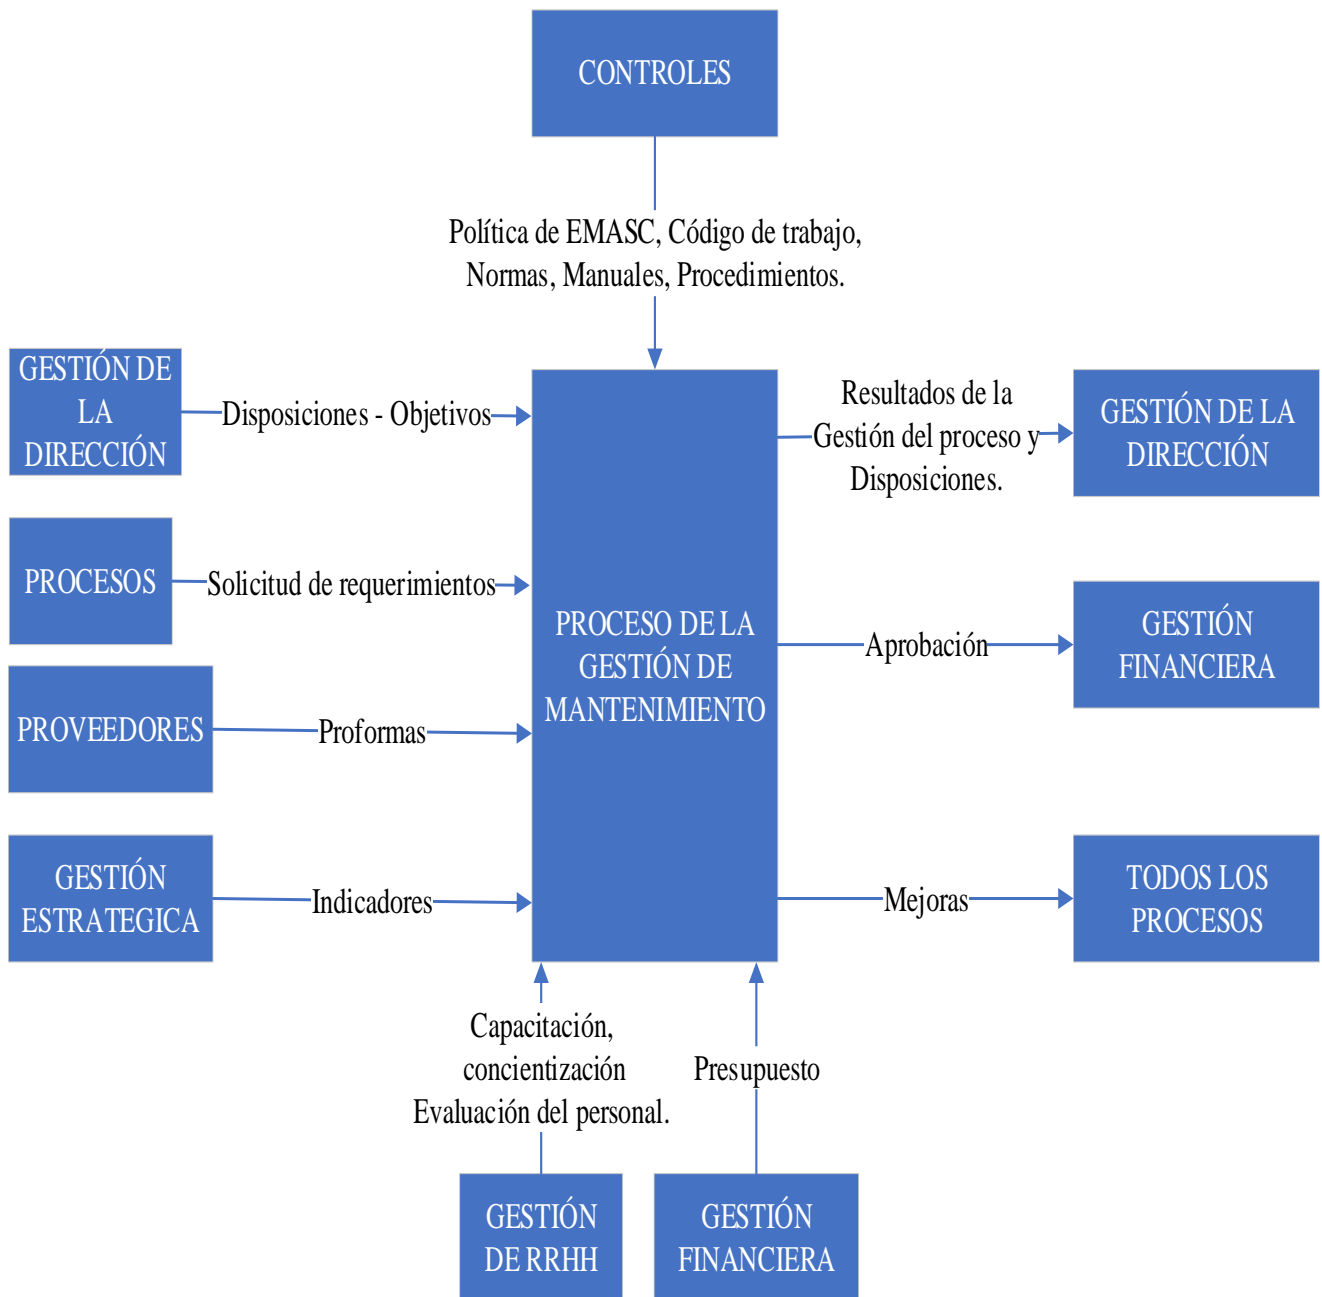 CONTROLES
Política de EMASC, Código de trabajo,
Normas, Manuales, Procedimientos.
GESTIÓN DE
LA
DIRECCIÓN
Disposiciones - Objetivos
Resultados de la
Gestión del proceso y
Disposiciones.
GESTIÓN DE LA
DIRECCIÓN
PROCESOS
Solicitud de requerimientos
PROCESO DE LA
GESTIÓN DE
MANTENIMIENTO
Aprobación
GESTIÓN
FINANCIERA
PROVEEDORES
Proformas
GESTIÓN
ESTRATEGICA
Indicadores
Mejoras
TODOS LOS
PROCESOS
Capacitación,
concientización
Evaluación del personal.
Presupuesto
GESTIÓN
DE RRHH
GESTIÓN
FINANCIERA